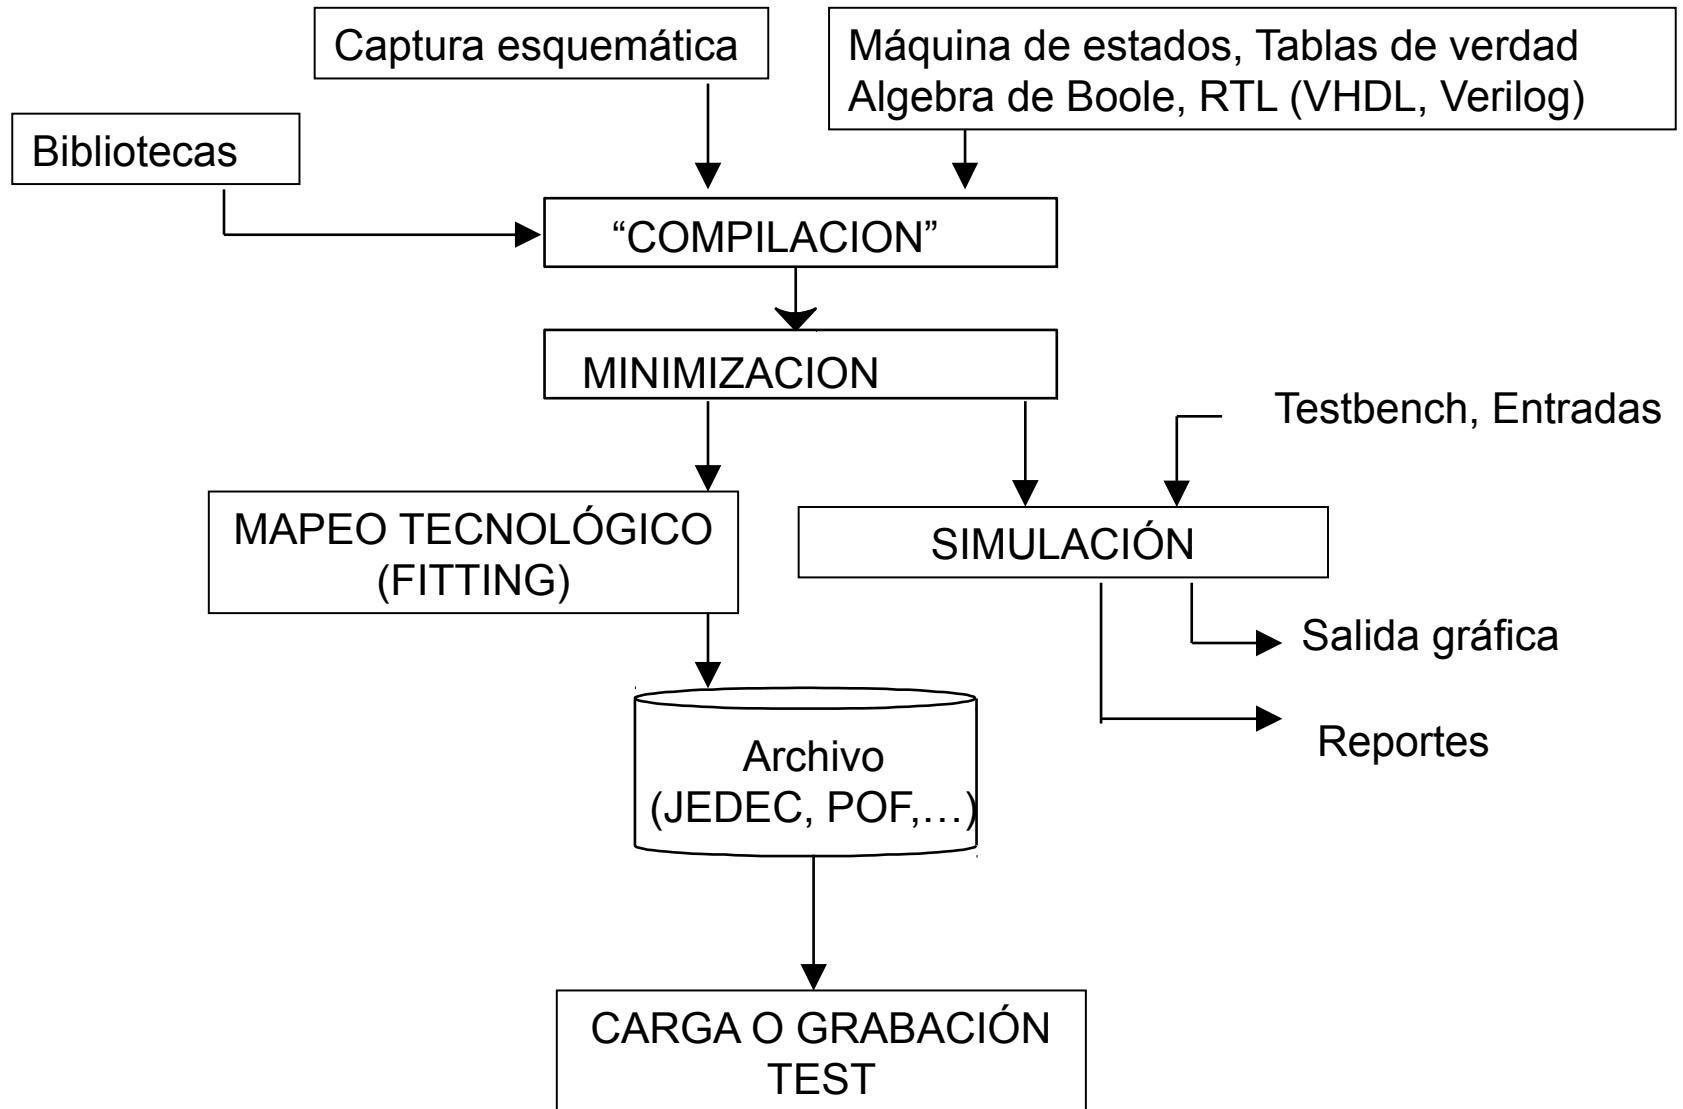 Captura esquemática
Máquina de estados, Tablas de verdad
Algebra de Boole, RTL (VHDL, Verilog)
Bibliotecas
“COMPILACION”
MINIMIZACION
Testbench, Entradas
MAPEO TECNOLÓGICO
(FITTING)
SIMULACIÓN
Salida gráfica
Reportes
Archivo
(JEDEC, POF,…)
CARGA O GRABACIÓN
TEST